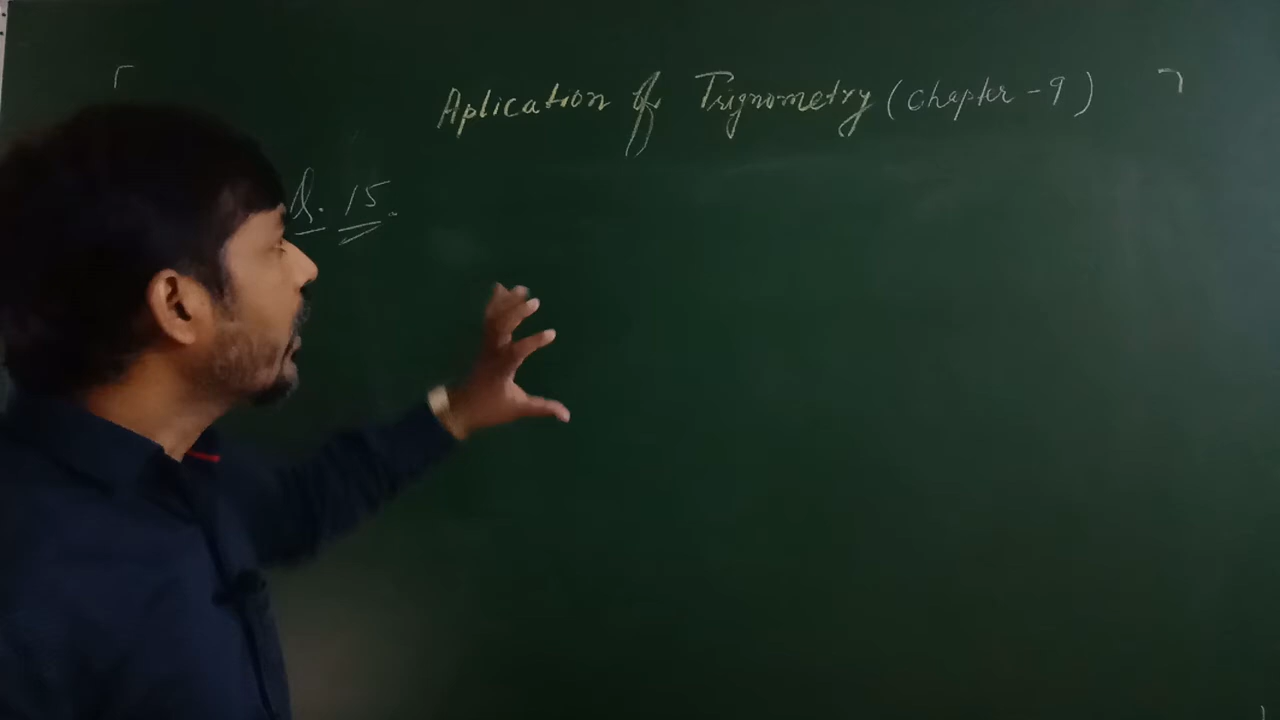 Aplication of Trignometry (Chapter - 9)
Q. 15.